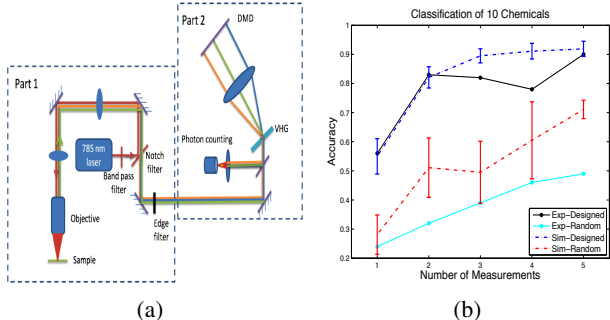 Part 1
785 nm
laser
Band pass
filter
Notch
filter
Objective
Sample
Edge
filter
Part 2
DMD
VHG
Photon counting
(a)
Classification of 10 Chemicals
Accuracy
1
0.9
0.8
0.7
0.6
0.5
0.4
0.3
0.2
1 2 3 4 5
Number of Measurements
Exp-Designed
Exp-Random
Sim-Designed
Sim-Random
(b)